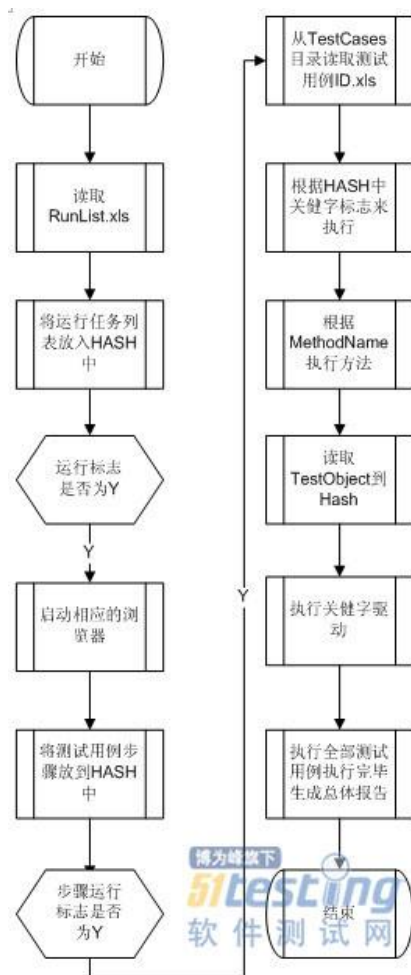 开始
读取
RunList.xls
将运行任务列
表放入HASH
中
运行标志
是否为Y
Y
启动相应的浏
览器
将测试用例步
骤放到HASH
中
步骤运行
标志是否
为Y
Y
从TestCases
目录读取测试
用例ID.xls
根据HASH中
关健字标志来
执行
根据
MethodName
执行方法
读取
TestObject到
Hash
执行关健字驱
动
执行全部测试
用例执行完毕
生成总体报告
结束
博为峰旗下
51testing
软件测试网